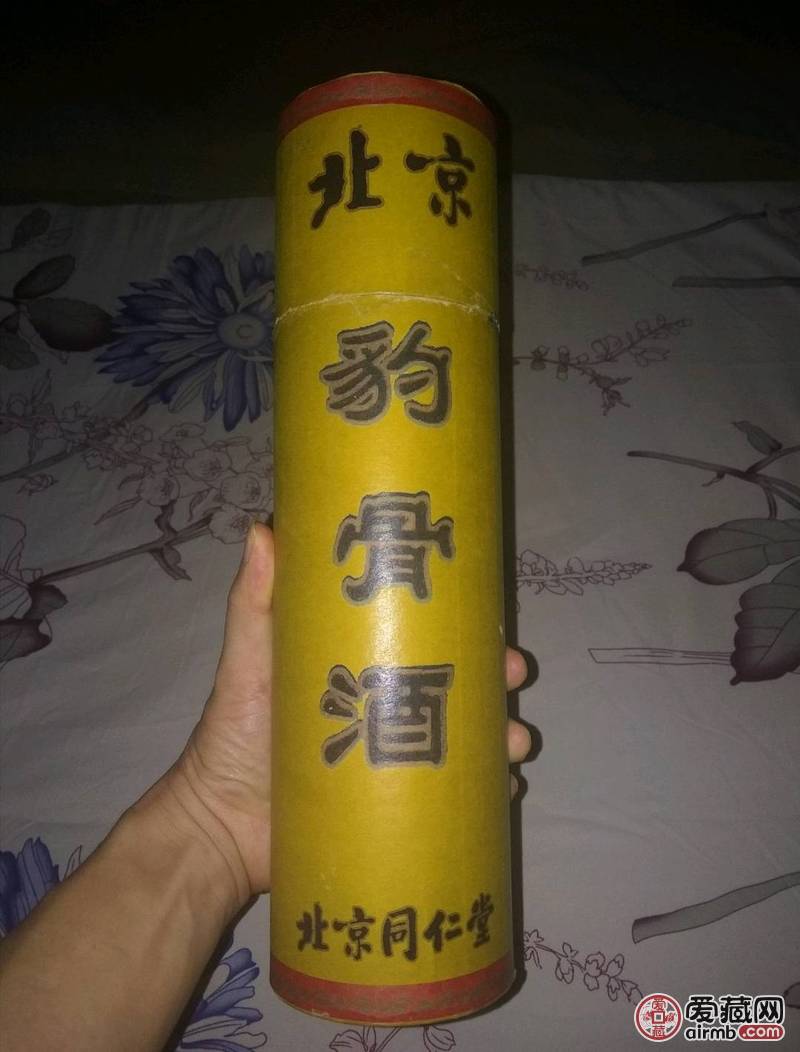 北京
豹
骨
酒
北京同仁堂
爱藏网
airmb.com